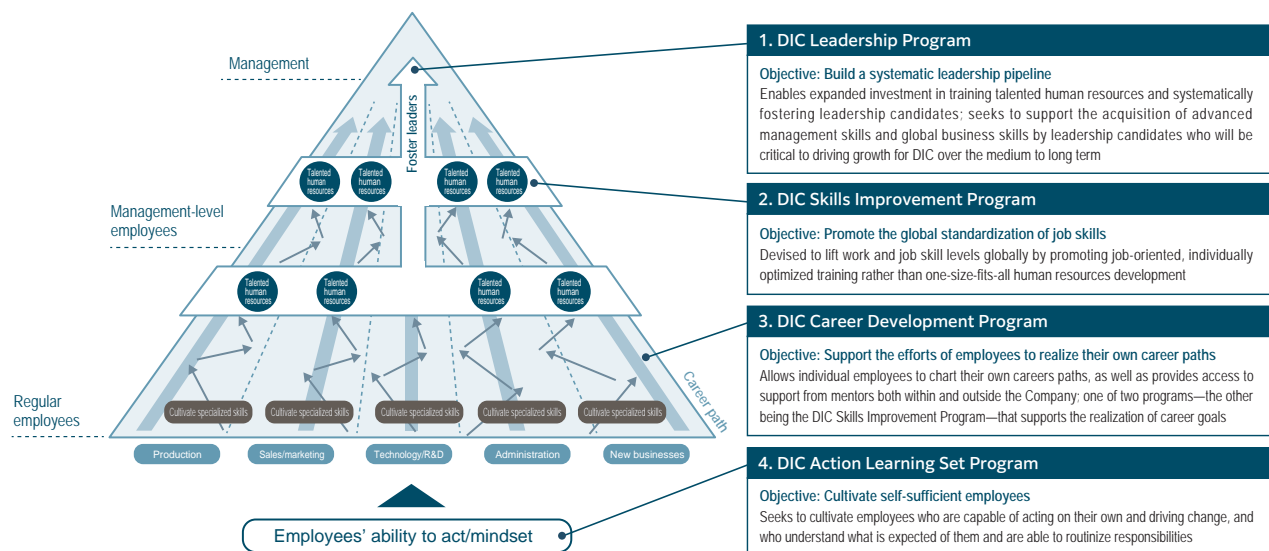 Management
Foster leaders
Talented
human
resources
Talented
human
resources
Talented
human
resources
Talented
human
resources
Management-level
employees
Talented
human
resources
Talented
human
resources
Talented
human
resources
Talented
human
resources
Regular
employees
Career path
Cultivate specialized skills
Cultivate specialized skills
Cultivate specialized skills
Cultivate specialized skills
Cultivate specialized skills
Production
Sales/marketing
Technology/R&D
Administration
New businesses
Employees' ability to act/mindset
1. DIC Leadership Program
Objective: Build a systematic leadership pipeline
Enables expanded investment in training talented human resources and systematically
fostering leadership candidates; seeks to support the acquisition of advanced
management skills and global business skills by leadership candidates who will be
critical to driving growth for DIC over the medium to long term
2. DIC Skills Improvement Program
Objective: Promote the global standardization of job skills
Devised to lift work and job skill levels globally by promoting job-oriented, individually
optimized training rather than one-size-fits-all human resources development
3. DIC Career Development Program
Objective: Support the efforts of employees to realize their own career paths
Allows individual employees to chart their own careers paths, as well as provides access to
support from mentors both within and outside the Company; one of two programs—the other
being the DIC Skills Improvement Program—that supports the realization of career goals
4. DIC Action Learning Set Program
Objective: Cultivate self-sufficient employees
Seeks to cultivate employees who are capable of acting on their own and driving change, and
who understand what is expected of them and are able to routinize responsibilities